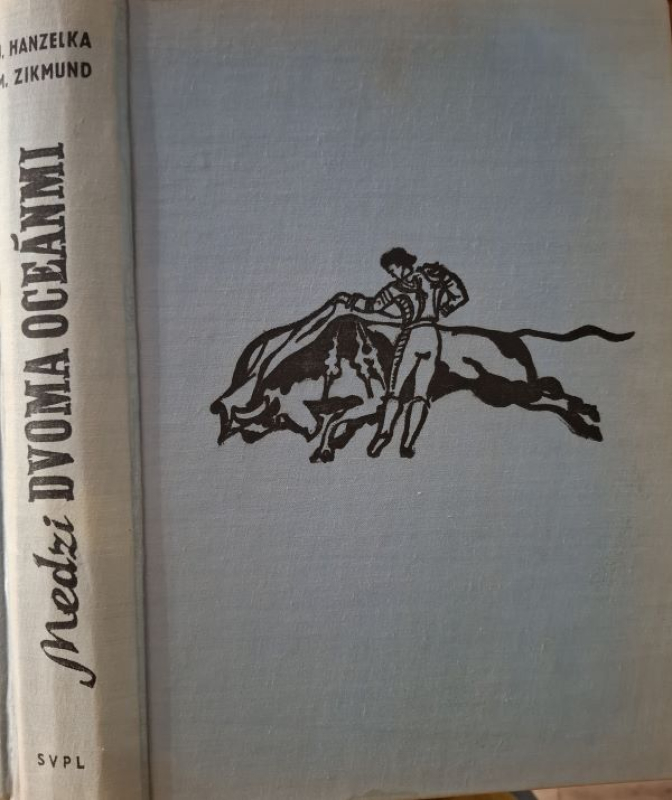 J. HANZELKA
M. ZIKMUND
Medzi DVOMA OCEÁNMI
SVPL